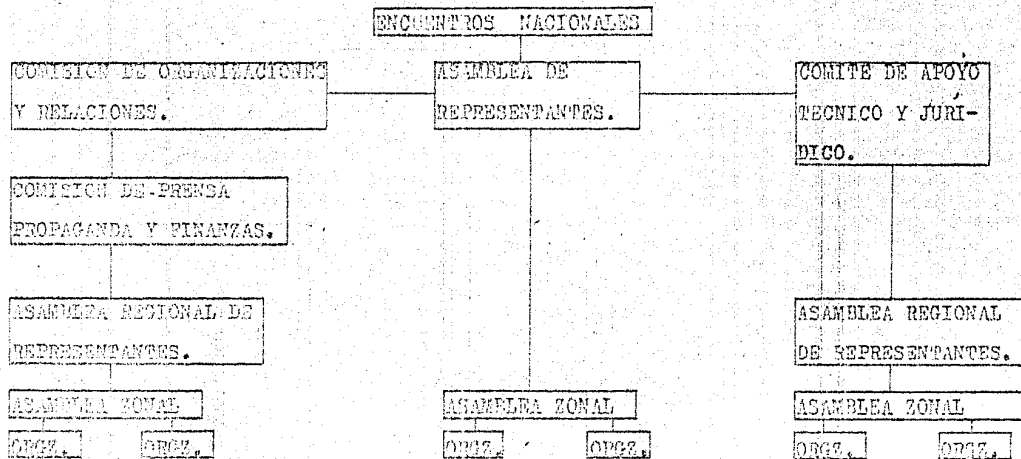 ENCUENTROS NACIONALES
COMISION DE ORGANIZACIONES
Y RELACIONES.
ASAMBLEA DE
REPRESENTANTES.
COMITE DE APOYO
TECNICO Y JURÍ-
DICO.
COMISION DE PRENSA
PROPAGANDA Y FINANZAS.
ASAMBLEA REGIONAL DE
REPRESENTANTES.
ASAMBLEA REGIONAL
DE REPRESENTANTES.
ASAMBLEA ZONAL
ASAMBLEA ZONAL
ASAMBLEA ZONAL
ORGZ. ORGZ.
ORGZ. ORGZ.
ORGZ. ORGZ.